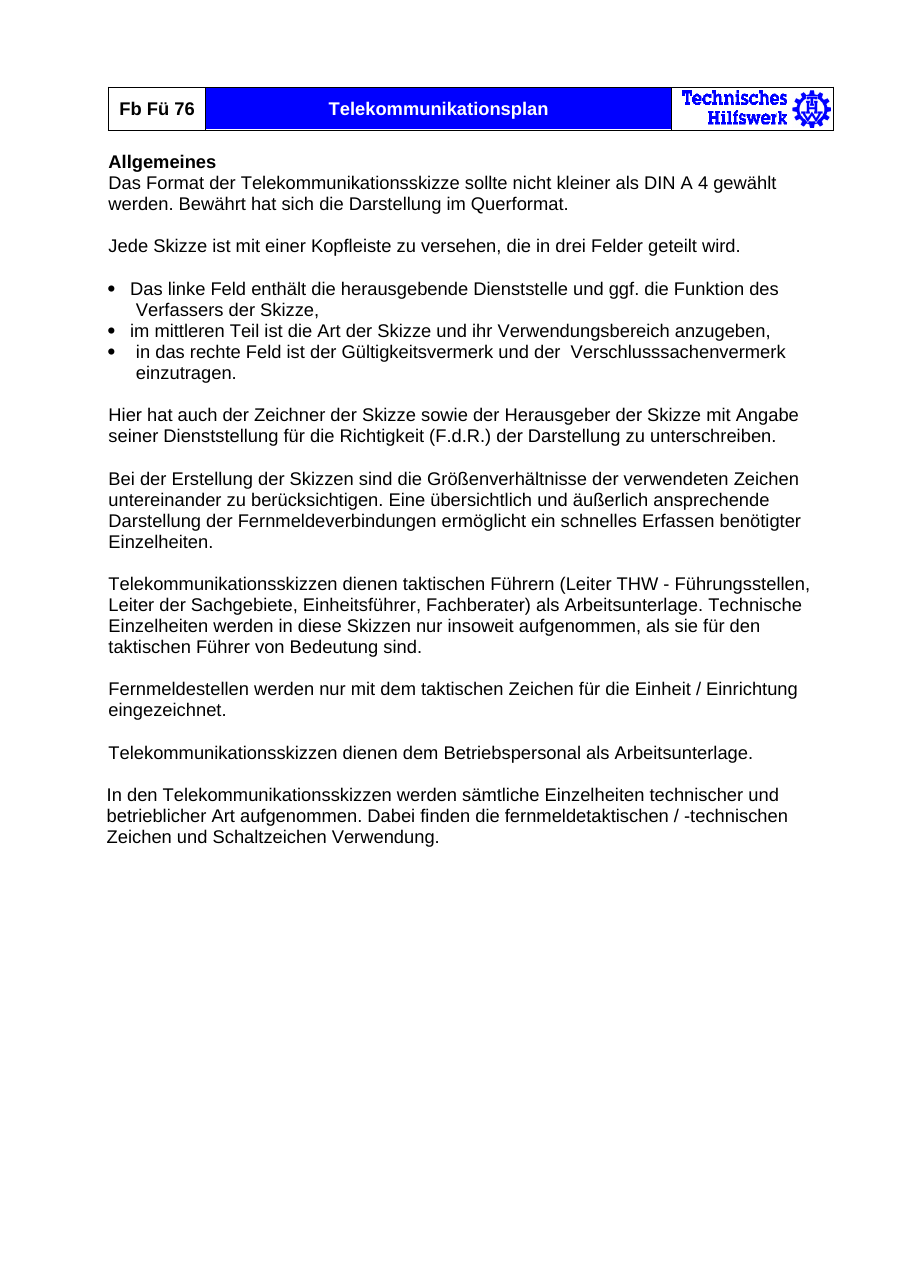 Fb Fü 76
Telekommunikationsplan
Technisches
Hilfswerk
THW
Allgemeines
Das Format der Telekommunikationsskizze sollte nicht kleiner als DIN A 4 gewählt
werden. Bewährt hat sich die Darstellung im Querformat.
Jede Skizze ist mit einer Kopfleiste zu versehen, die in drei Felder geteilt wird.
• Das linke Feld enthält die herausgebende Dienststelle und ggf. die Funktion des
Verfassers der Skizze,
• im mittleren Teil ist die Art der Skizze und ihr Verwendungsbereich anzugeben,
• in das rechte Feld ist der Gültigkeitsvermerk und der Verschlusssachenvermerk
einzutragen.
Hier hat auch der Zeichner der Skizze sowie der Herausgeber der Skizze mit Angabe
seiner Dienststellung für die Richtigkeit (F.d.R.) der Darstellung zu unterschreiben.
Bei der Erstellung der Skizzen sind die Größenverhältnisse der verwendeten Zeichen
untereinander zu berücksichtigen. Eine übersichtlich und äußerlich ansprechende
Darstellung der Fernmeldeverbindungen ermöglicht ein schnelles Erfassen benötigter
Einzelheiten.
Telekommunikationsskizzen dienen taktischen Führern (Leiter THW - Führungsstellen,
Leiter der Sachgebiete, Einheitsführer, Fachberater) als Arbeitsunterlage. Technische
Einzelheiten werden in diese Skizzen nur insoweit aufgenommen, als sie für den
taktischen Führer von Bedeutung sind.
Fernmeldestellen werden nur mit dem taktischen Zeichen für die Einheit / Einrichtung
eingezeichnet.
Telekommunikationsskizzen dienen dem Betriebspersonal als Arbeitsunterlage.
In den Telekommunikationsskizzen werden sämtliche Einzelheiten technischer und
betrieblicher Art aufgenommen. Dabei finden die fernmeldetaktischen / -technischen
Zeichen und Schaltzeichen Verwendung.